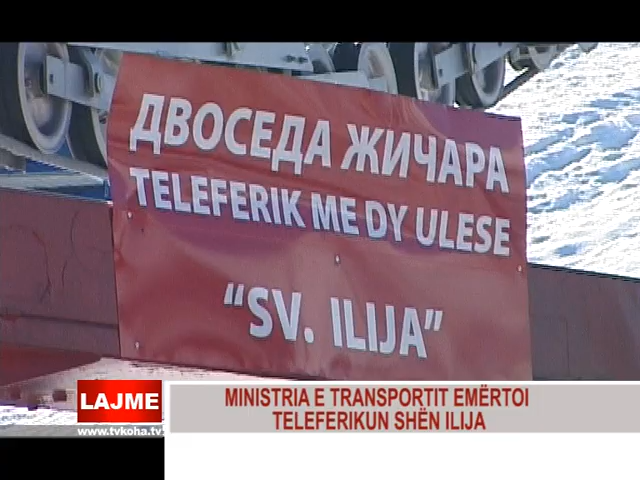 ДВОСЕДА ЖИЧАРА
TELEFERIK ME DY ULESE
“SV. ILIJA”
LAJME
www.tvkoha.tv
MINISTRIA E TRANSPORTIT EMËRTOI
TELEFERIKUN SHËN ILIJA